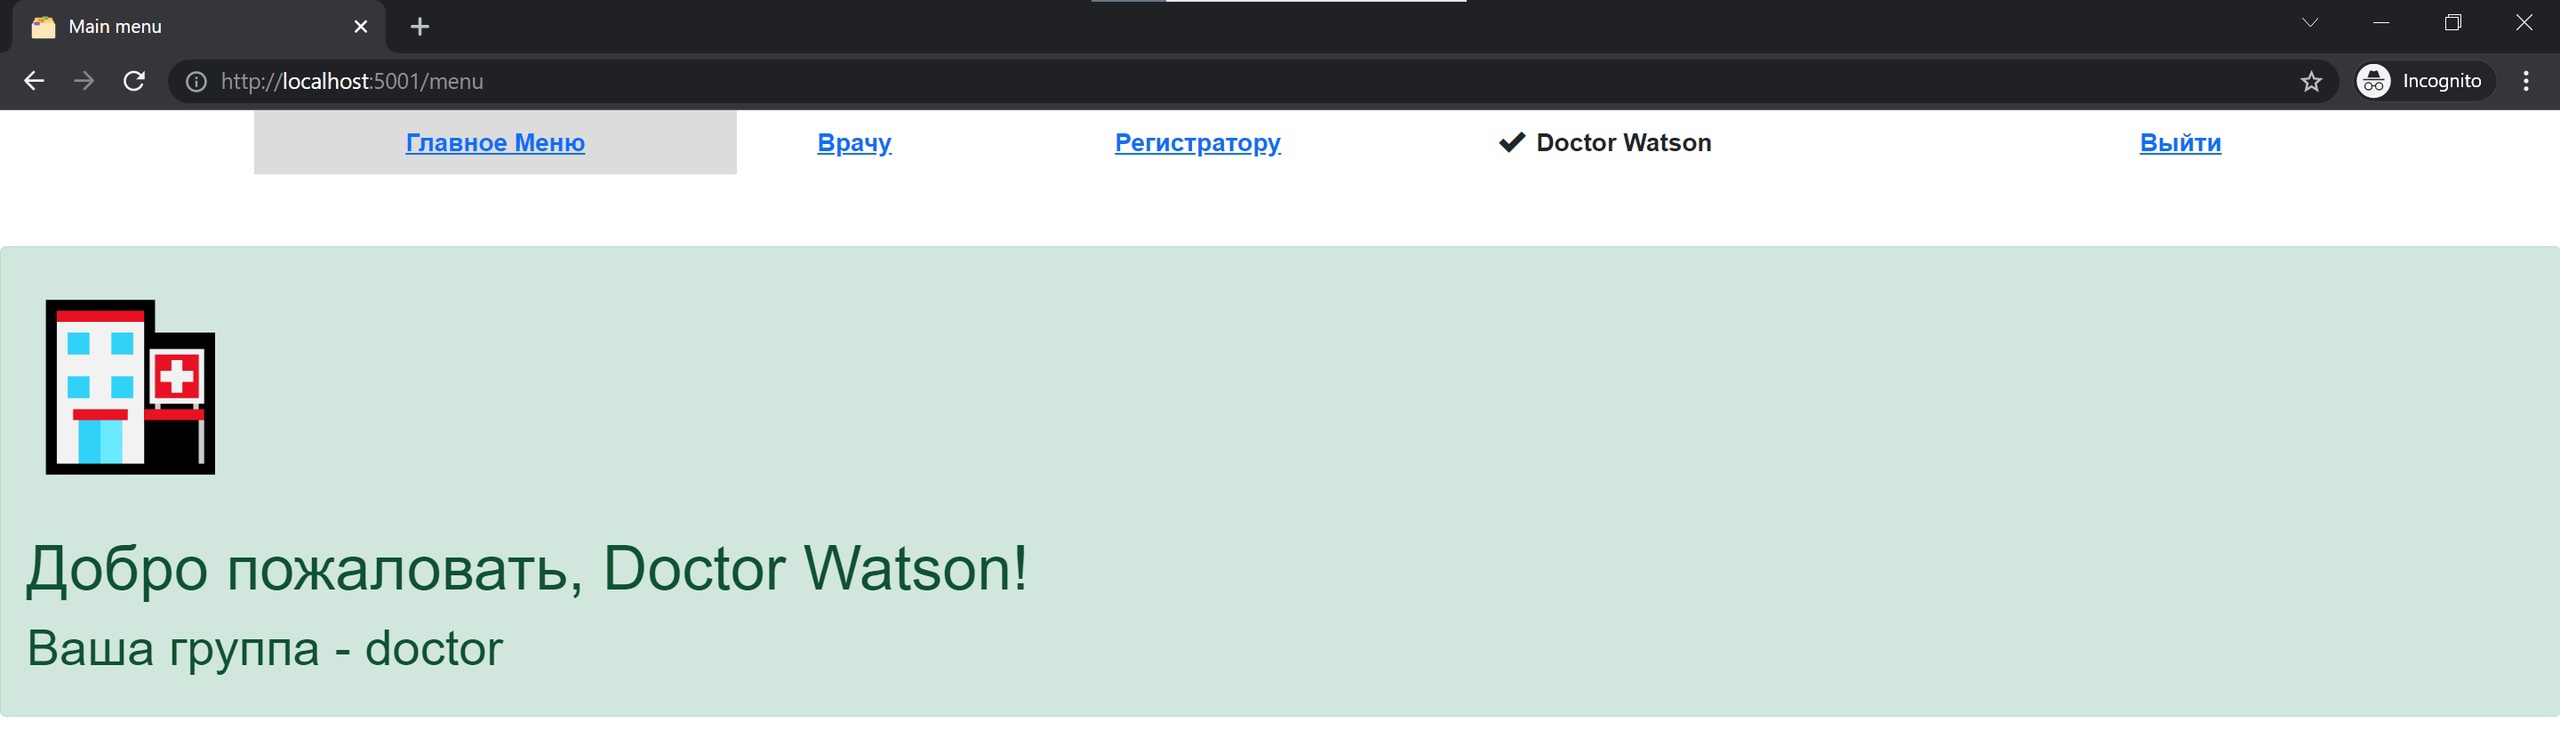 Main menu
http://localhost:5001/menu
Incognito
Главное Меню Врачу Регистратору Doctor Watson Выйти
Добро пожаловать, Doctor Watson!
Ваша группа - doctor